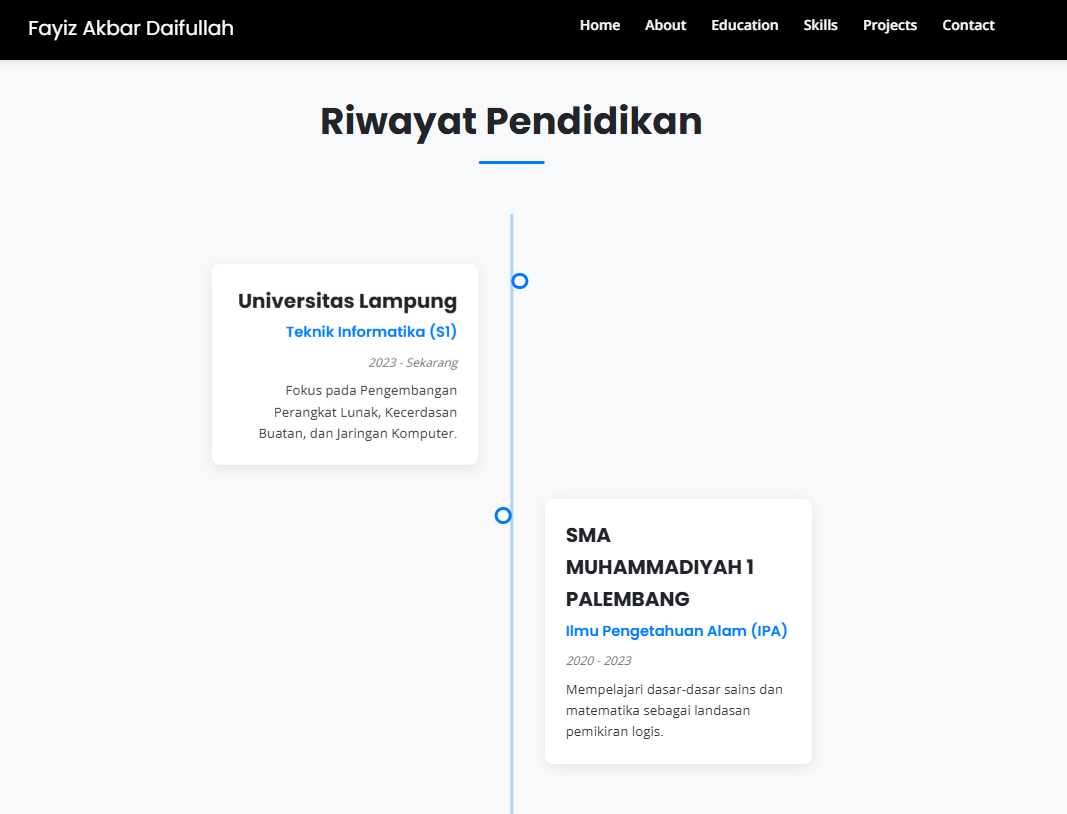 Fayiz Akbar Daifullah
Home About Education Skills Projects Contact
Riwayat Pendidikan
Universitas Lampung
Teknik Informatika (S1)
2023 - Sekarang
Fokus pada Pengembangan
Perangkat Lunak, Kecerdasan
Buatan, dan Jaringan Komputer.
SMA
MUHAMMADIYAH 1
PALEMBANG
Ilmu Pengetahuan Alam (IPA)
2020 - 2023
Mempelajari dasar-dasar sains dan
matematika sebagai landasan
pemikiran logis.